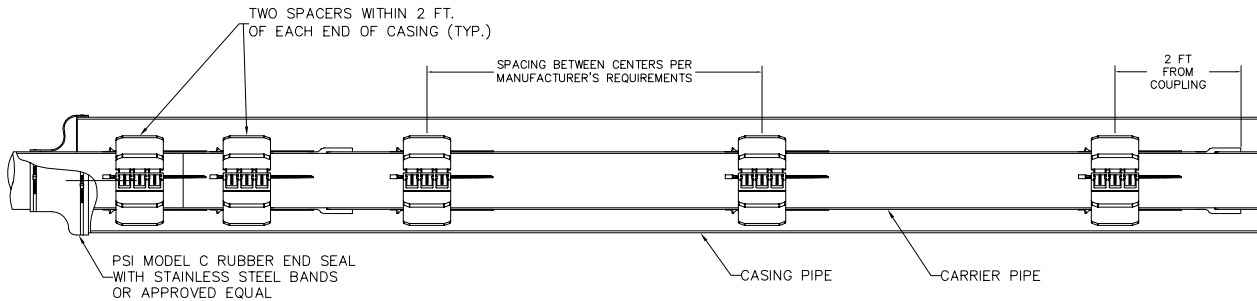 TWO SPACERS WITHIN 2 FT.
OF EACH END OF CASING (TYP.)
SPACING BETWEEN CENTERS PER
MANUFACTURER'S REQUIREMENTS
2 FT
FROM
COUPLING
PSI MODEL C RUBBER END SEAL
WITH STAINLESS STEEL BANDS
OR APPROVED EQUAL
CASING PIPE
CARRIER PIPE